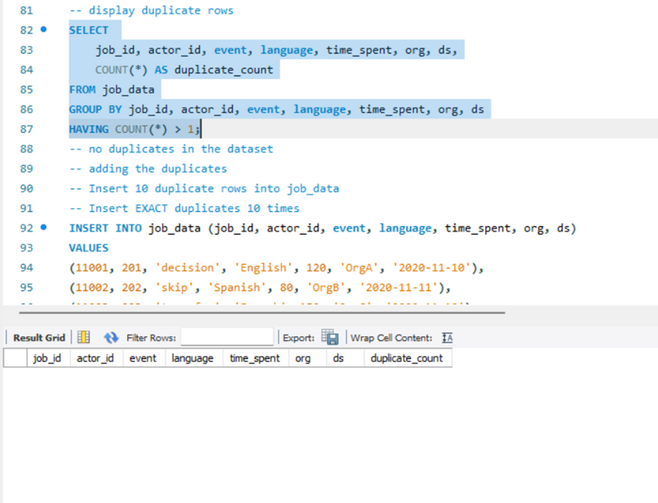 81 -- display duplicate rows
82 SELECT
83 job_id, actor_id, event, language, time_spent, org, ds,
84 COUNT(*) AS duplicate_count
85 FROM job_data
86 GROUP BY job_id, actor_id, event, language, time_spent, org, ds
87 HAVING COUNT(*) > 1;
88 -- no duplicates in the dataset
89 -- adding the duplicates
90 -- Insert 10 duplicate rows into job_data
91 -- Insert EXACT duplicates 10 times
92 INSERT INTO job_data (job_id, actor_id, event, language, time_spent, org, ds)
93 VALUES
94 (11001, 201, 'decision', 'English', 120, 'OrgA', '2020-11-10'),
95 (11002, 202, 'skip', 'Spanish', 80, 'OrgB', '2020-11-11'),
Result Grid Filter Rows: Export: Wrap Cell Content:
job_id actor_id event language time_spent org ds duplicate_count